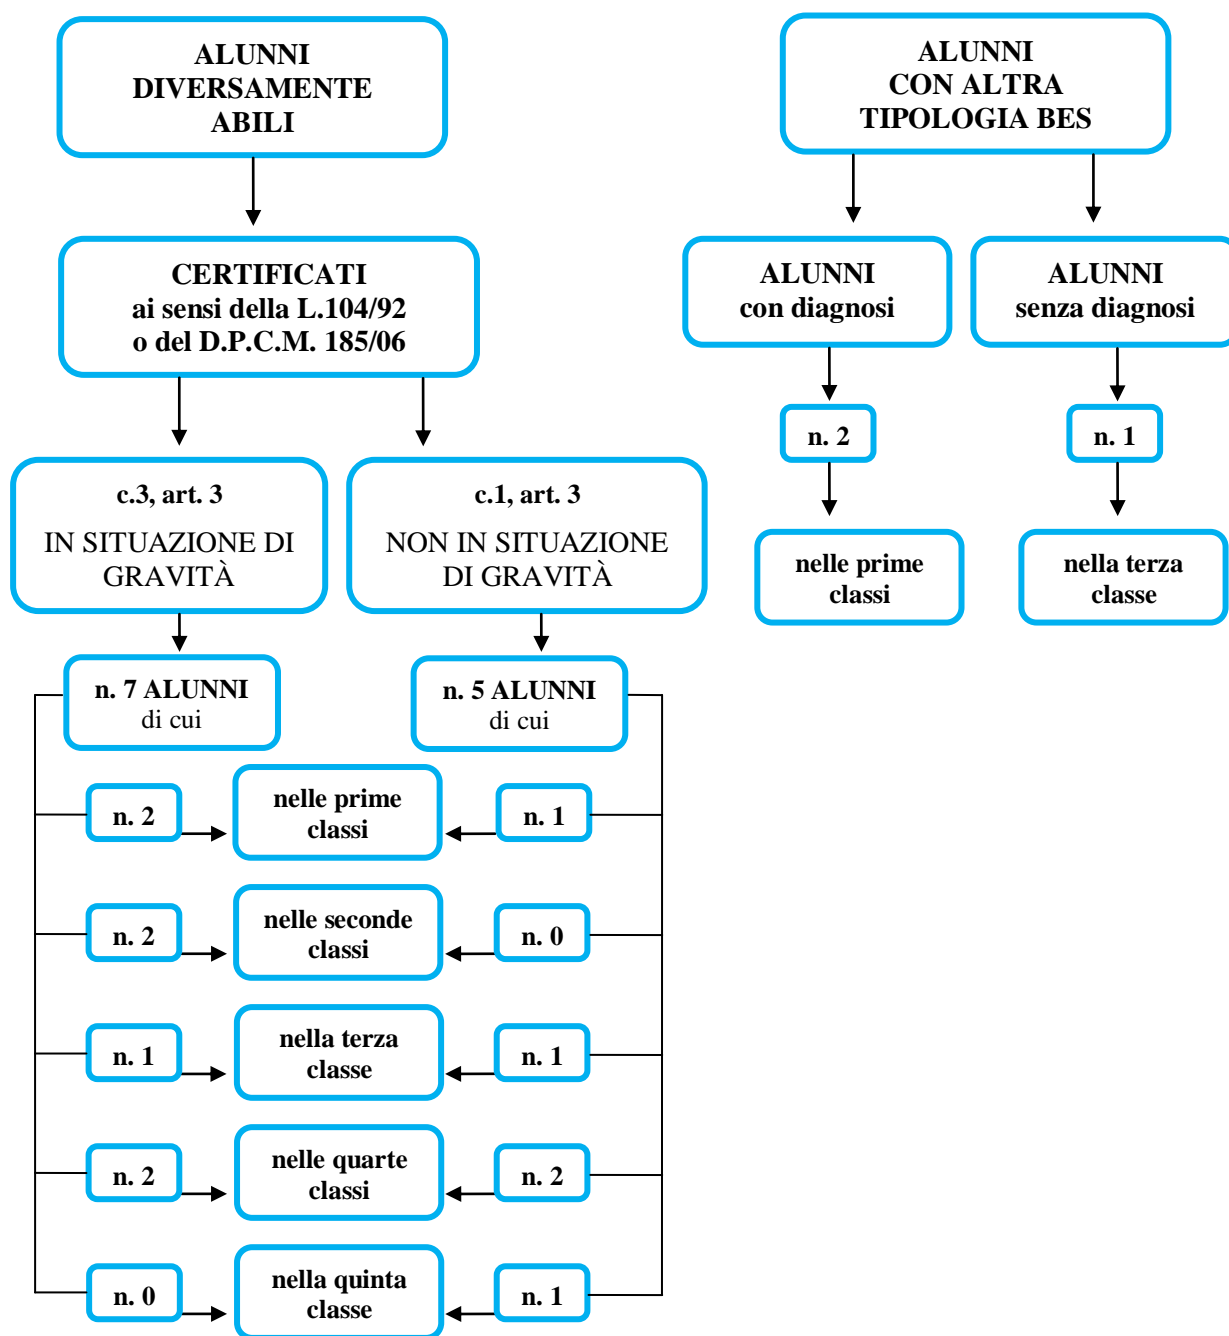 ALUNNI
DIVERSAMENTE
ABILI
ALUNNI
CON ALTRA
TIPOLOGIA BES
CERTIFICATI
ai sensi della L.104/92
o del D.P.C.M. 185/06
ALUNNI
con diagnosi
ALUNNI
senza diagnosi
n. 2
n. 1
c.3, art. 3
IN SITUAZIONE DI
GRAVITÀ
c.1, art. 3
NON IN SITUAZIONE
DI GRAVITÀ
nelle prime
classi
nella terza
classe
n. 7 ALUNNI
di cui
n. 5 ALUNNI
di cui
n. 2
nelle prime
classi
n. 1
n. 2
nelle seconde
classi
n. 0
n. 1
nella terza
classe
n. 1
n. 2
nelle quarte
classi
n. 2
n. 0
nella quinta
classe
n. 1